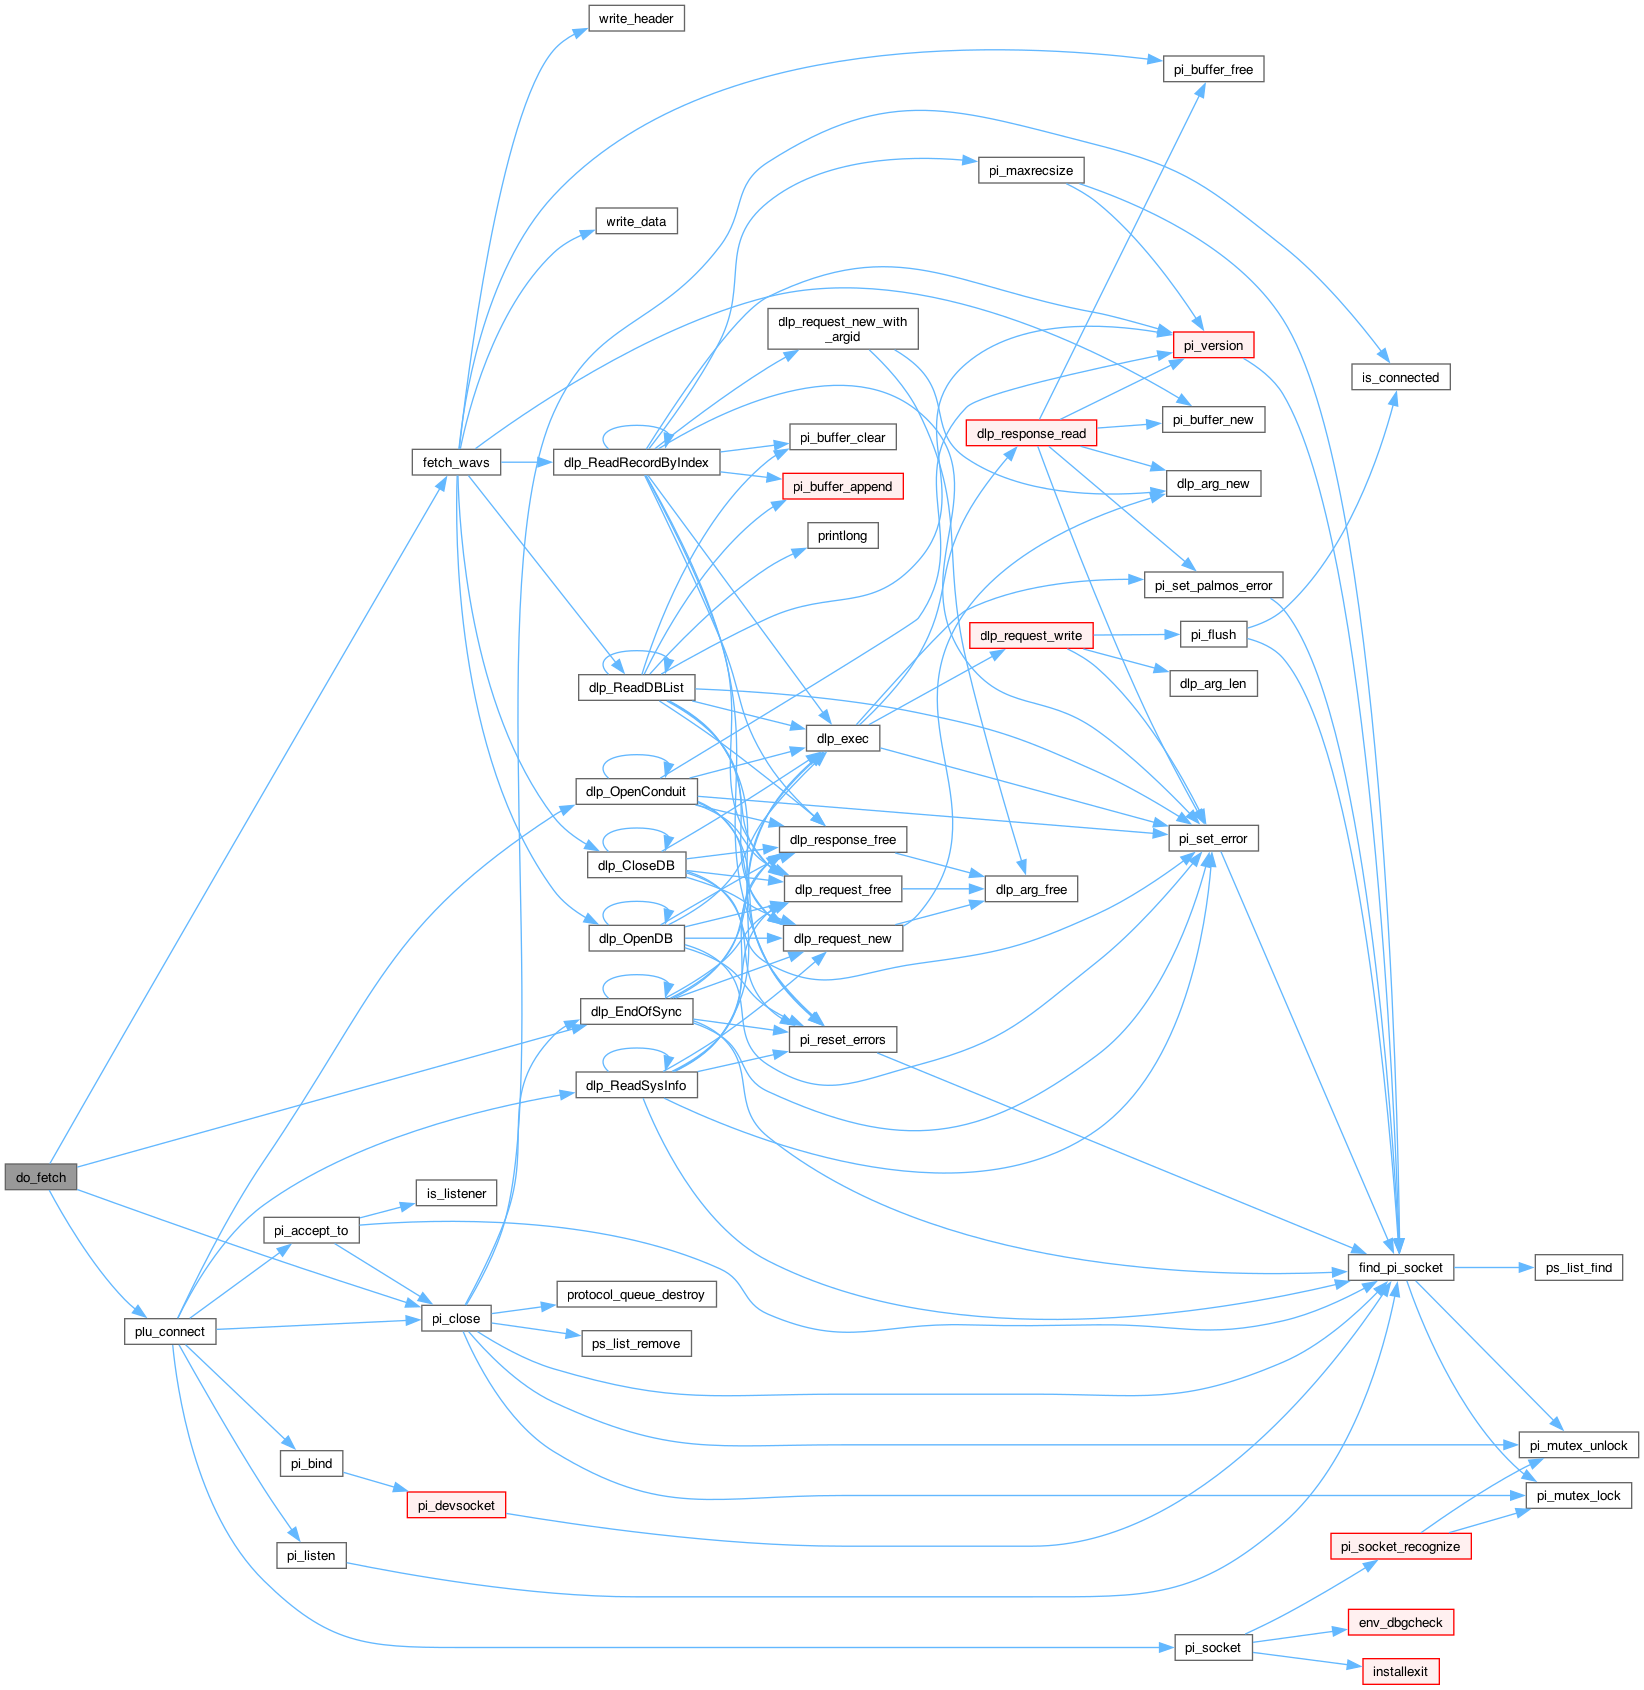 write_header
pi_buffer_free
pi_maxrecsize
write_data
dlp_request_new_with
_argid
pi_version
is_connected
pi_buffer_new
dlp_response_read
pi_buffer_clear
fetch_wavs
dlp_ReadRecordByIndex
pi_buffer_append
dlp_arg_new
printlong
pi_set_palmos_error
dlp_request_write
pi_flush
dlp_arg_len
dlp_ReadDBList
dlp_exec
dlp_OpenConduit
pi_set_error
dlp_response_free
dlp_CloseDB
dlp_request_free
dlp_arg_free
dlp_OpenDB
dlp_request_new
dlp_EndOfSync
pi_reset_errors
dlp_ReadSysInfo
do_fetch
is_listener
pi_accept_to
find_pi_socket
ps_list_find
protocol_queue_destroy
pi_close
plu_connect
ps_list_remove
pi_mutex_unlock
pi_bind
pi_mutex_lock
pi_devsocket
pi_socket_recognize
pi_listen
env_dbgcheck
pi_socket
installexit